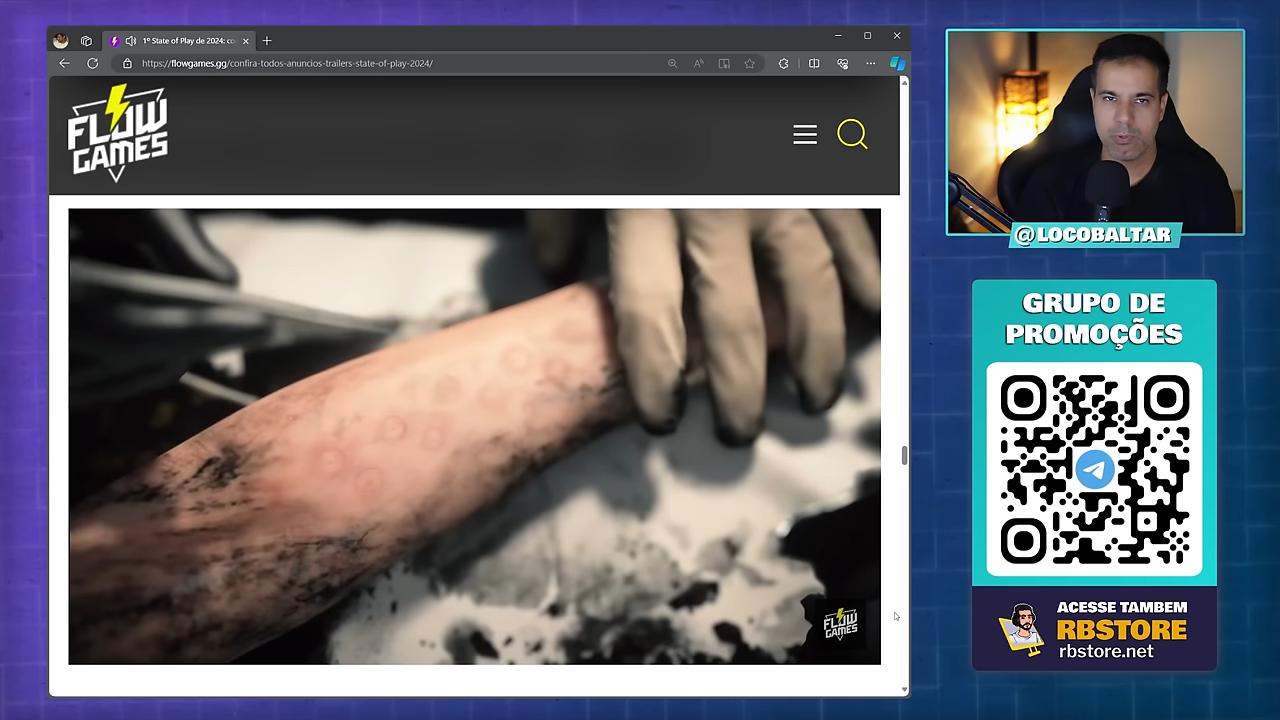 1º State of Play de 2024: co
https://flowgames.gg/confira-todos-anuncios-trailers-state-of-play-2024/
FLOW
GAMES
@LOCOBALTAR
GRUPO DE
PROMOÇÕES
FLOW
GAMES
ACESSE TAMBEM
RBSTORE
rbstore.net